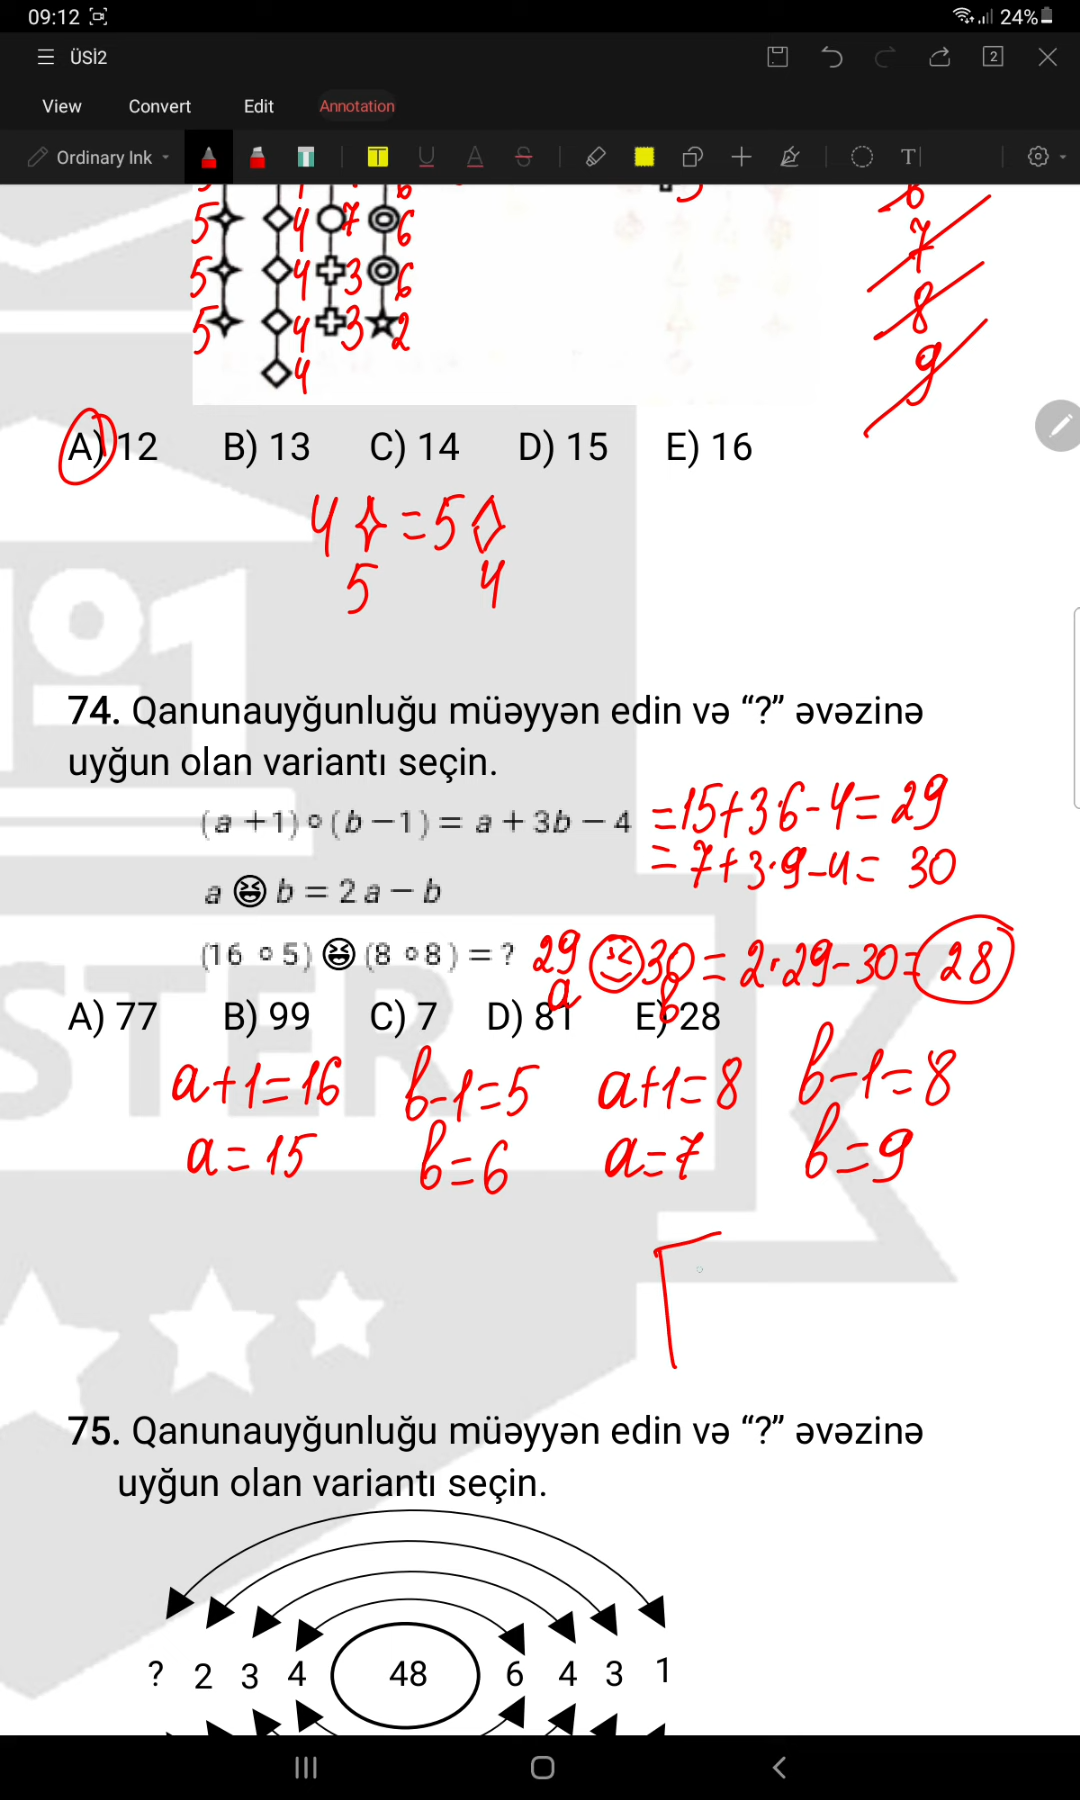 09:12 24%
ÜSİ2 2
View Convert Edit Annotation
Ordinary Ink T U A S T
6
5 4 7 6 7
5 4 3 6 8
5 4 3 2 9
4
A) 12 B) 13 C) 14 D) 15 E) 16
4 = 5
5 4
№1
74. Qanunauyğunluğu müəyyən edin və “?” əvəzinə
uyğun olan variantı seçin.
(a + 1) ∘ (b − 1) = a + 3b − 4 = 15 + 3·6 − 4 = 29
= 7 + 3·9 − 4 = 30
a 😆 b = 2a − b
(16 ∘ 5) 😆 (8 ∘ 8) = ? 29 30 = 2·29 − 30 = 28
a b
A) 77 B) 99 C) 7 D) 81 E) 28
STER
a+1=16 b-1=5 a+1=8 b-1=8
a=15 b=6 a=7 b=9
75. Qanunauyğunluğu müəyyən edin və “?” əvəzinə
uyğun olan variantı seçin.
? 2 3 4 48 6 4 3 1